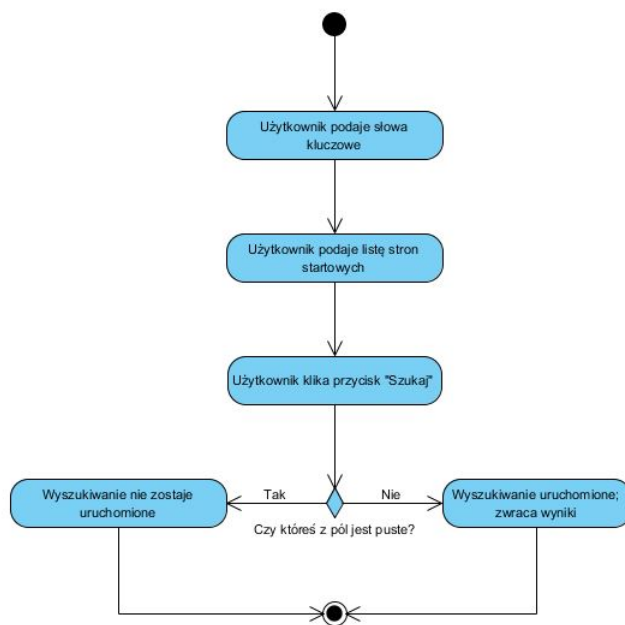 Użytkownik podaje słowa
kluczowe
Użytkownik podaje listę stron
startowych
Użytkownik klika przycisk "Szukaj"
Wyszukiwanie nie zostaje
uruchomione
Tak
Nie
Wyszukiwanie uruchomione;
zwraca wyniki
Czy któreś z pól jest puste?